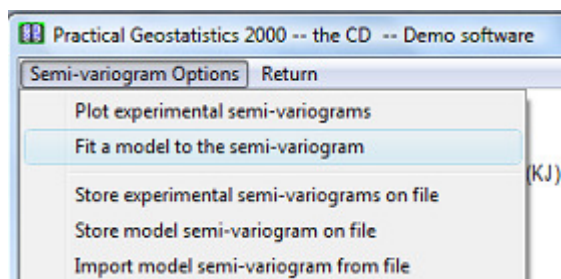 Practical Geostatistics 2000 -- the CD -- Demo software
Semi-variogram Options Return
Plot experimental semi-variograms
Fit a model to the semi-variogram
(KJ)
Store experimental semi-variograms on file
Store model semi-variogram on file
Import model semi-variogram from file